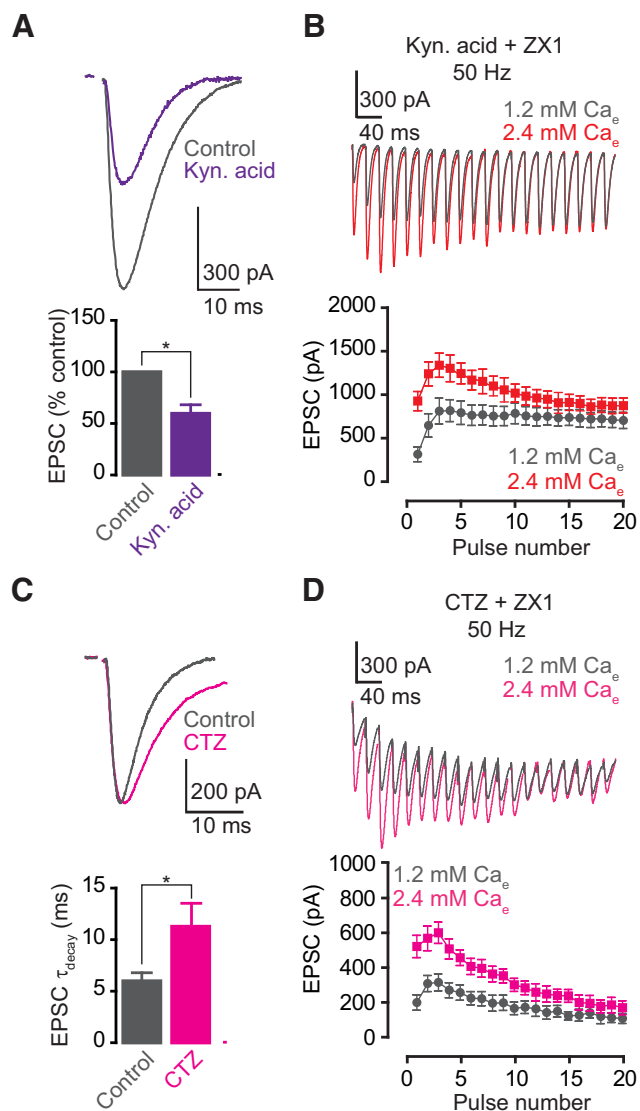 A
Control
Kyn. acid
300 pA
10 ms
EPSC (% control)
150
100
50
0
*
Control
Kyn. acid
B
Kyn. acid + ZX1
50 Hz
300 pA
40 ms
1.2 mM Cae
2.4 mM Cae
EPSC (pA)
2000
1500
1000
500
0
1.2 mM Cae
2.4 mM Cae
0 5 10 15 20
Pulse number
C
Control
CTZ
200 pA
10 ms
EPSC τdecay (ms)
15
10
5
0
*
Control
CTZ
D
CTZ + ZX1
50 Hz
300 pA
40 ms
1.2 mM Cae
2.4 mM Cae
EPSC (pA)
1000
800
600
400
200
0
1.2 mM Cae
2.4 mM Cae
0 5 10 15 20
Pulse number